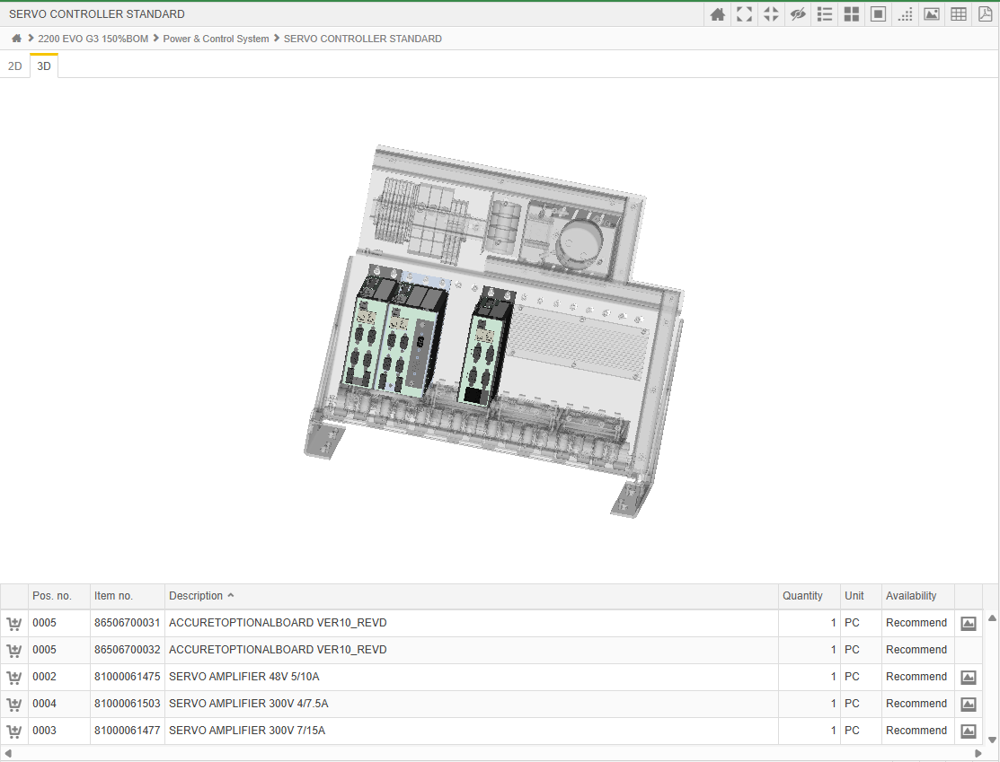 SERVO CONTROLLER STANDARD
2200 EVO G3 150%BOM Power & Control System SERVO CONTROLLER STANDARD
2D 3D
Pos. no. Item no. Description Quantity Unit Availability
0005 86506700031 ACCURETOPTIONALBOARD VER10_REVD 1 PC Recommend
0005 86506700032 ACCURETOPTIONALBOARD VER10_REVD 1 PC Recommend
0002 81000061475 SERVO AMPLIFIER 48V 5/10A 1 PC Recommend
0004 81000061503 SERVO AMPLIFIER 300V 4/7.5A 1 PC Recommend
0003 81000061477 SERVO AMPLIFIER 300V 7/15A 1 PC Recommend